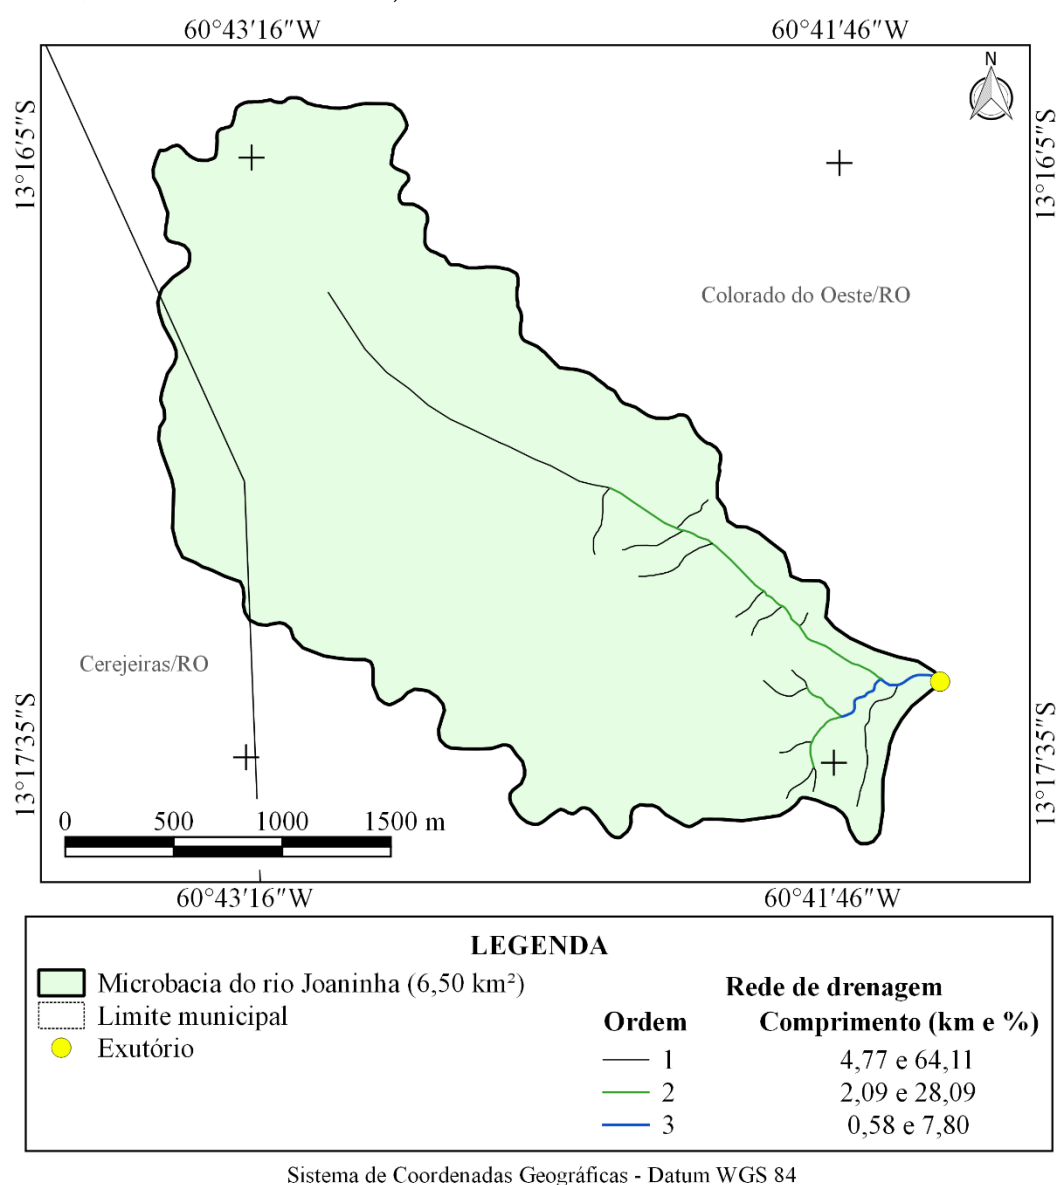 60°43′16″W 60°41′46″W
N
13°16′5″S
13°16′5″S
Colorado do Oeste/RO
Cerejeiras/RO
13°17′35″S
13°17′35″S
0 500 1000 1500 m
60°43′16″W 60°41′46″W
LEGENDA
Microbacia do rio Joaninha (6,50 km²)
Limite municipal
Exutório
Rede de drenagem
Ordem Comprimento (km e %)
1 4,77 e 64,11
2 2,09 e 28,09
3 0,58 e 7,80
Sistema de Coordenadas Geográficas - Datum WGS 84